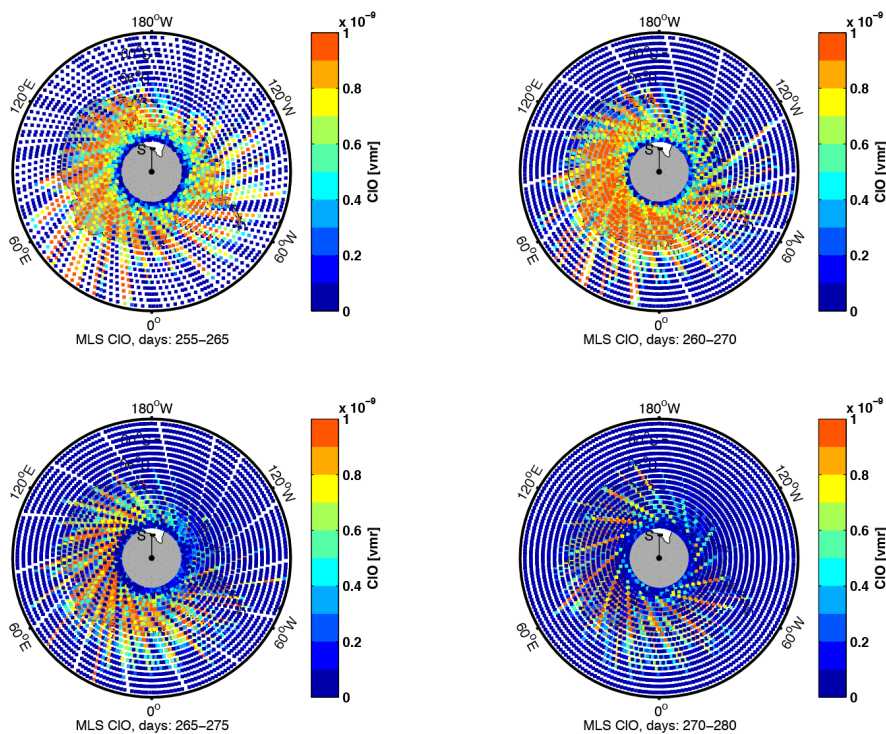 180°W
120°E
120°W
60°E
60°W
0°
80°S
S
x 10⁻⁹
1
0.8
0.6
0.4
0.2
0
ClO [vmr]
MLS ClO, days: 255−265
180°W
120°E
120°W
60°E
60°W
0°
S
x 10⁻⁹
1
0.8
0.6
0.4
0.2
0
ClO [vmr]
MLS ClO, days: 260−270
180°W
120°E
120°W
60°E
60°W
0°
S
x 10⁻⁹
1
0.8
0.6
0.4
0.2
0
ClO [vmr]
MLS ClO, days: 265−275
180°W
120°E
120°W
60°E
60°W
0°
S
x 10⁻⁹
1
0.8
0.6
0.4
0.2
0
ClO [vmr]
MLS ClO, days: 270−280